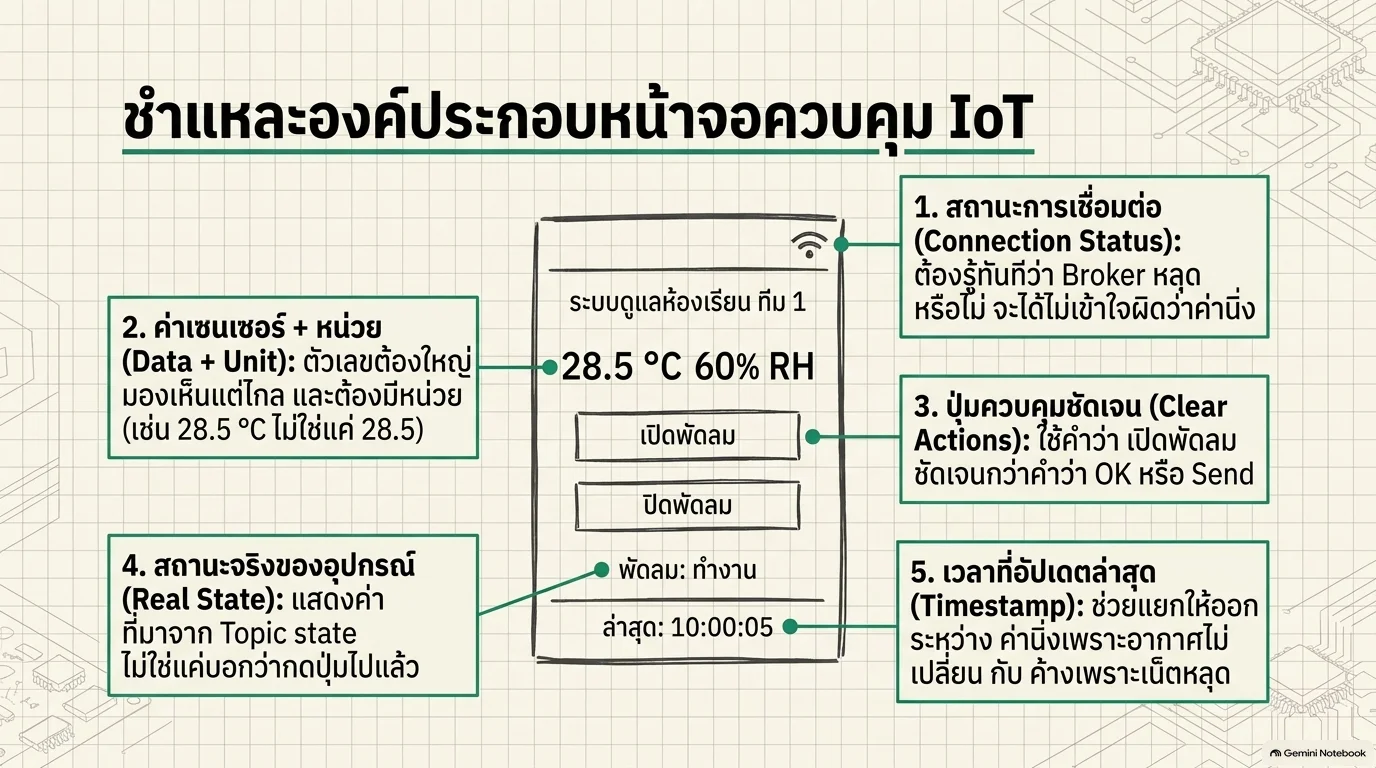 ชำแหละองค์ประกอบหน้าจอควบคุม IoT
1. สถานะการเชื่อมต่อ
(Connection Status):
ต้องรู้ทันทีว่า Broker หลุด
หรือไม่ จะได้ไม่เข้าใจผิดว่าค่านิ่ง
2. ค่าเซนเซอร์ + หน่วย
(Data + Unit): ตัวเลขต้องใหญ่
มองเห็นแต่ไกล และต้องมีหน่วย
(เช่น 28.5 °C ไม่ใช่แค่ 28.5)
3. ปุ่มควบคุมชัดเจน (Clear
Actions): ใช้คำว่า เปิดพัดลม
ชัดเจนกว่าคำว่า OK หรือ Send
4. สถานะจริงของอุปกรณ์
(Real State): แสดงค่า
ที่มาจาก Topic state
ไม่ใช่แค่บอกว่ากดปุ่มไปแล้ว
5. เวลาที่อัปเดตล่าสุด
(Timestamp): ช่วยแยกให้ออก
ระหว่าง ค่านิ่งเพราะอากาศไม่
เปลี่ยน กับ ค้างเพราะเน็ตหลุด
ระบบดูแลห้องเรียน ทีม 1
28.5 °C 60% RH
เปิดพัดลม
ปิดพัดลม
พัดลม: ทำงาน
ล่าสุด: 10:00:05
Gemini Notebook